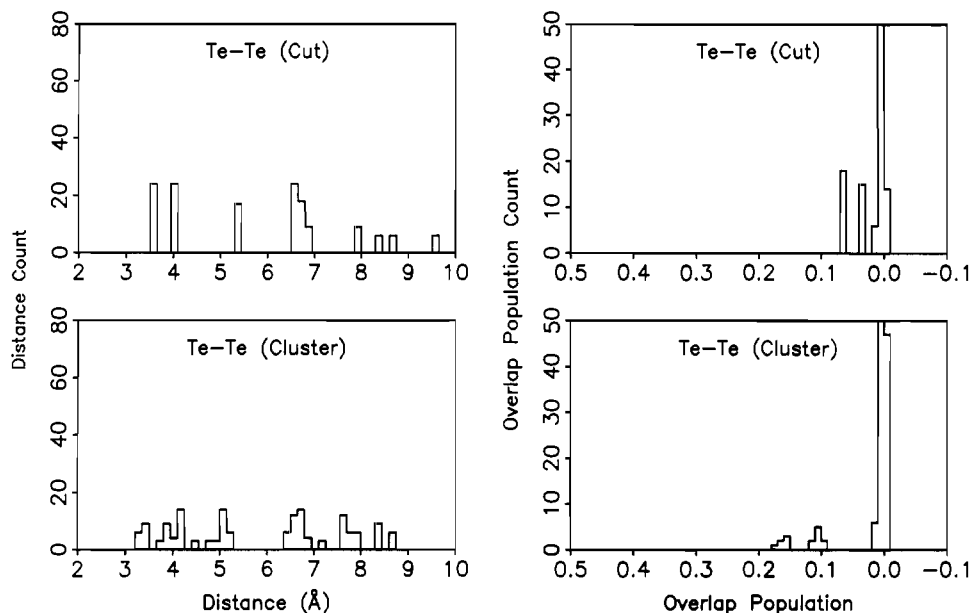 Te-Te (Cut)
80
60
40
20
0
2 3 4 5 6 7 8 9 10
Te-Te (Cut)
50
40
30
20
10
0
0.5 0.4 0.3 0.2 0.1 0.0 -0.1
Distance Count
Overlap Population Count
Te-Te (Cluster)
80
60
40
20
0
2 3 4 5 6 7 8 9 10
Distance (Å)
Te-Te (Cluster)
50
40
30
20
10
0
0.5 0.4 0.3 0.2 0.1 0.0 -0.1
Overlap Population